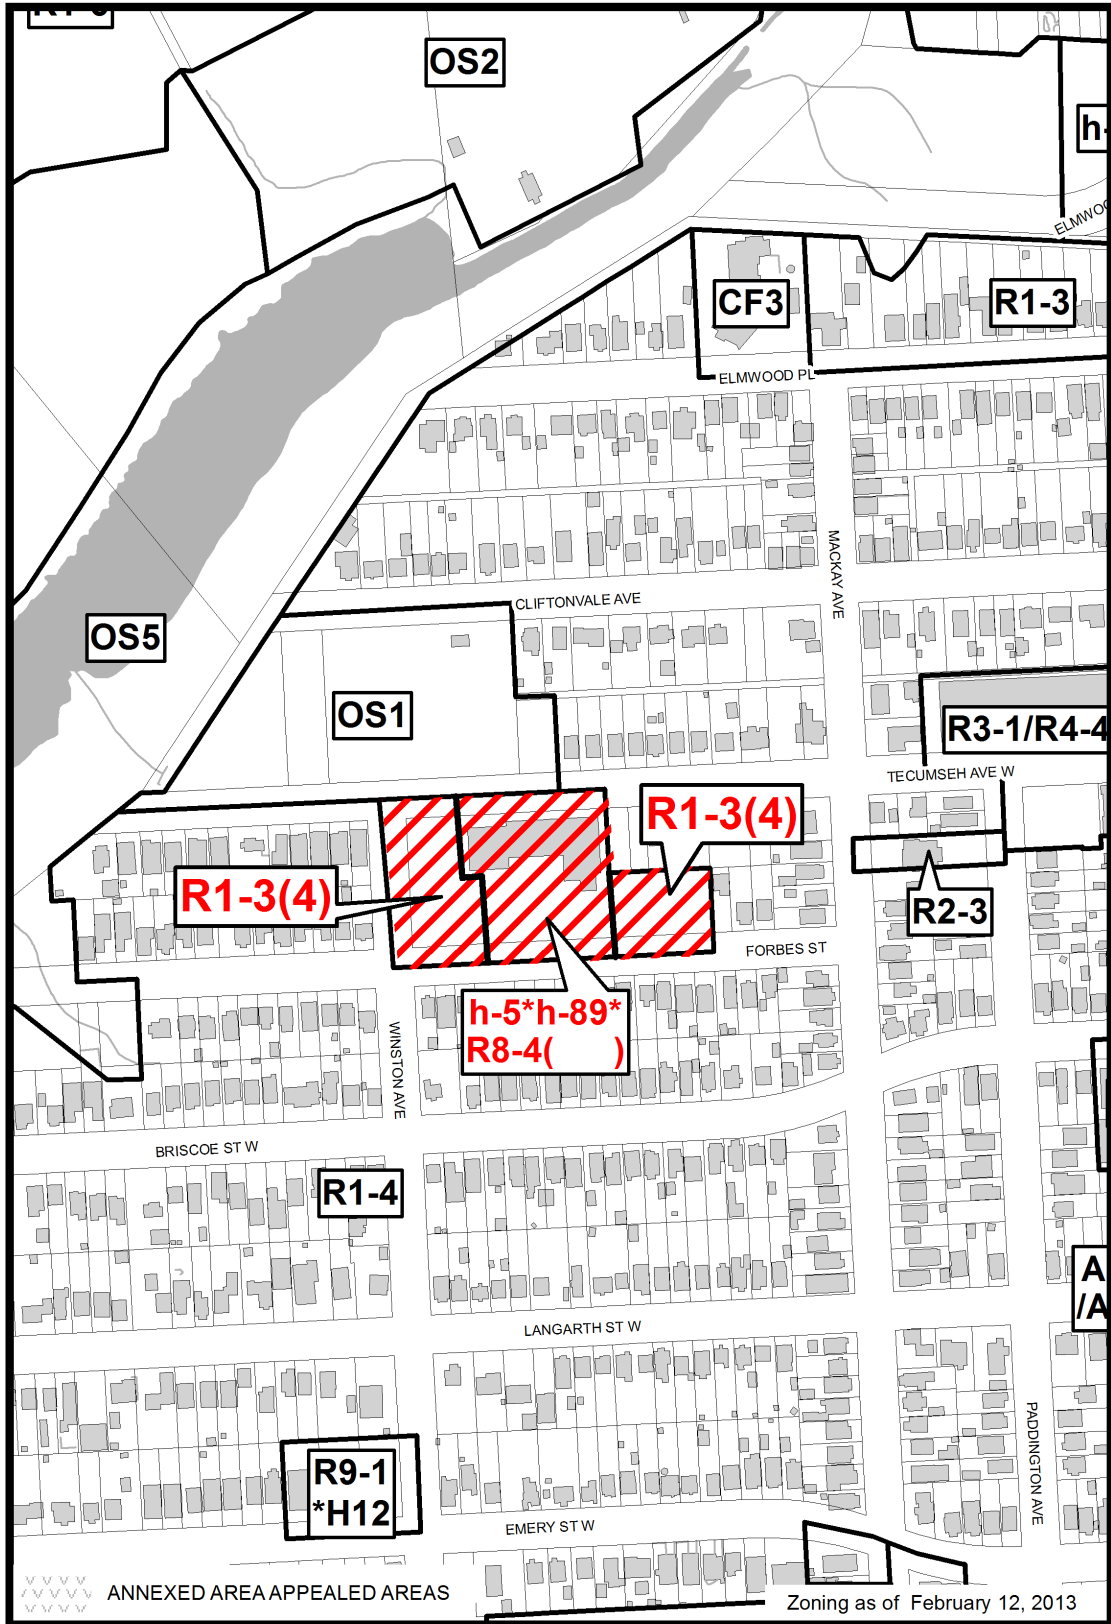 OS2
h-
ELMWOO
CF3
R1-3
ELMWOOD PL
MACKAY AVE
CLIFTONVALE AVE
OS5
OS1
R3-1/R4-4
TECUMSEH AVE W
R1-3(4)
R1-3(4)
R2-3
FORBES ST
h-5*h-89*
R8-4( )
WINSTON AVE
BRISCOE ST W
R1-4
A
/A
LANGARTH ST W
PADDINGTON AVE
R9-1
*H12
EMERY ST W
ANNEXED AREA APPEALED AREAS
Zoning as of February 12, 2013